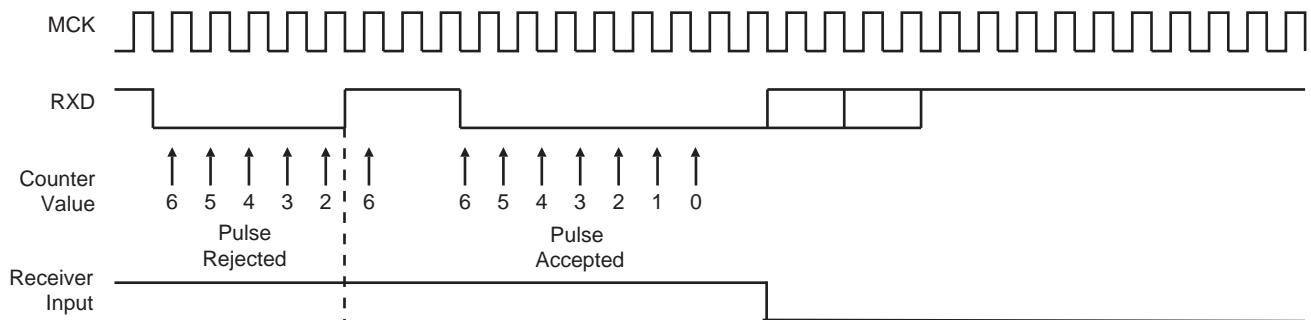 MCK
RXD
Counter
Value
6 5 4 3 2 6 6 5 4 3 2 1 0
Pulse
Rejected
Pulse
Accepted
Receiver
Input